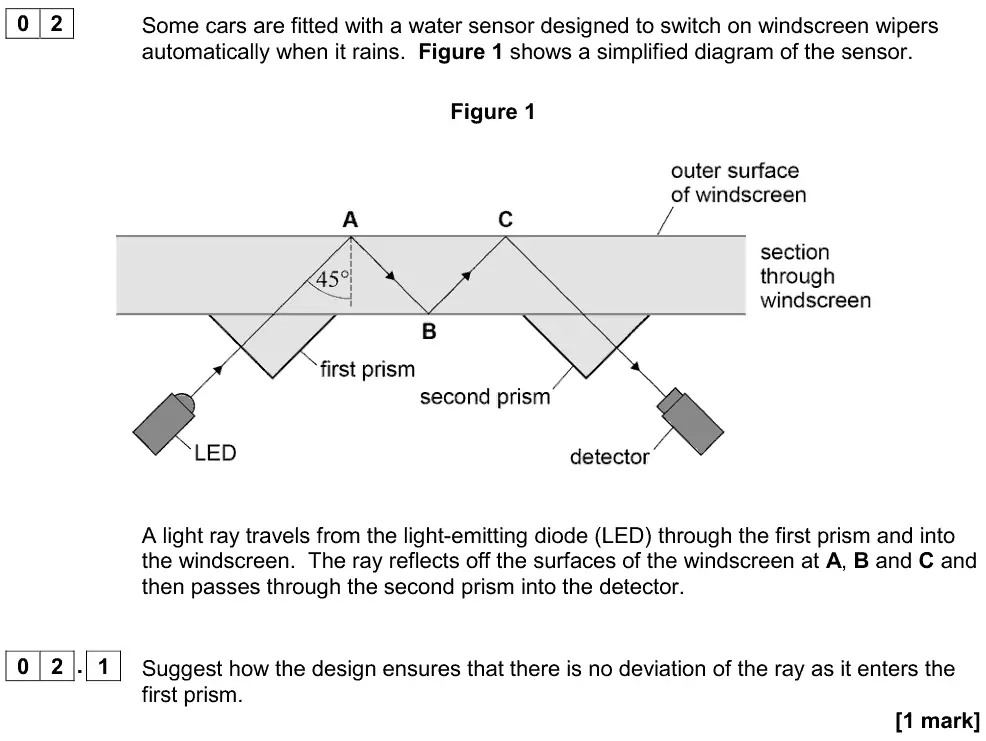 0 2 Some cars are fitted with a water sensor designed to switch on windscreen wipers
automatically when it rains. Figure 1 shows a simplified diagram of the sensor.
Figure 1
outer surface
of windscreen
A
C
45°
section
through
windscreen
B
first prism
second prism
LED
detector
A light ray travels from the light-emitting diode (LED) through the first prism and into
the windscreen. The ray reflects off the surfaces of the windscreen at A, B and C and
then passes through the second prism into the detector.
0 2 . 1 Suggest how the design ensures that there is no deviation of the ray as it enters the
first prism.
[1 mark]